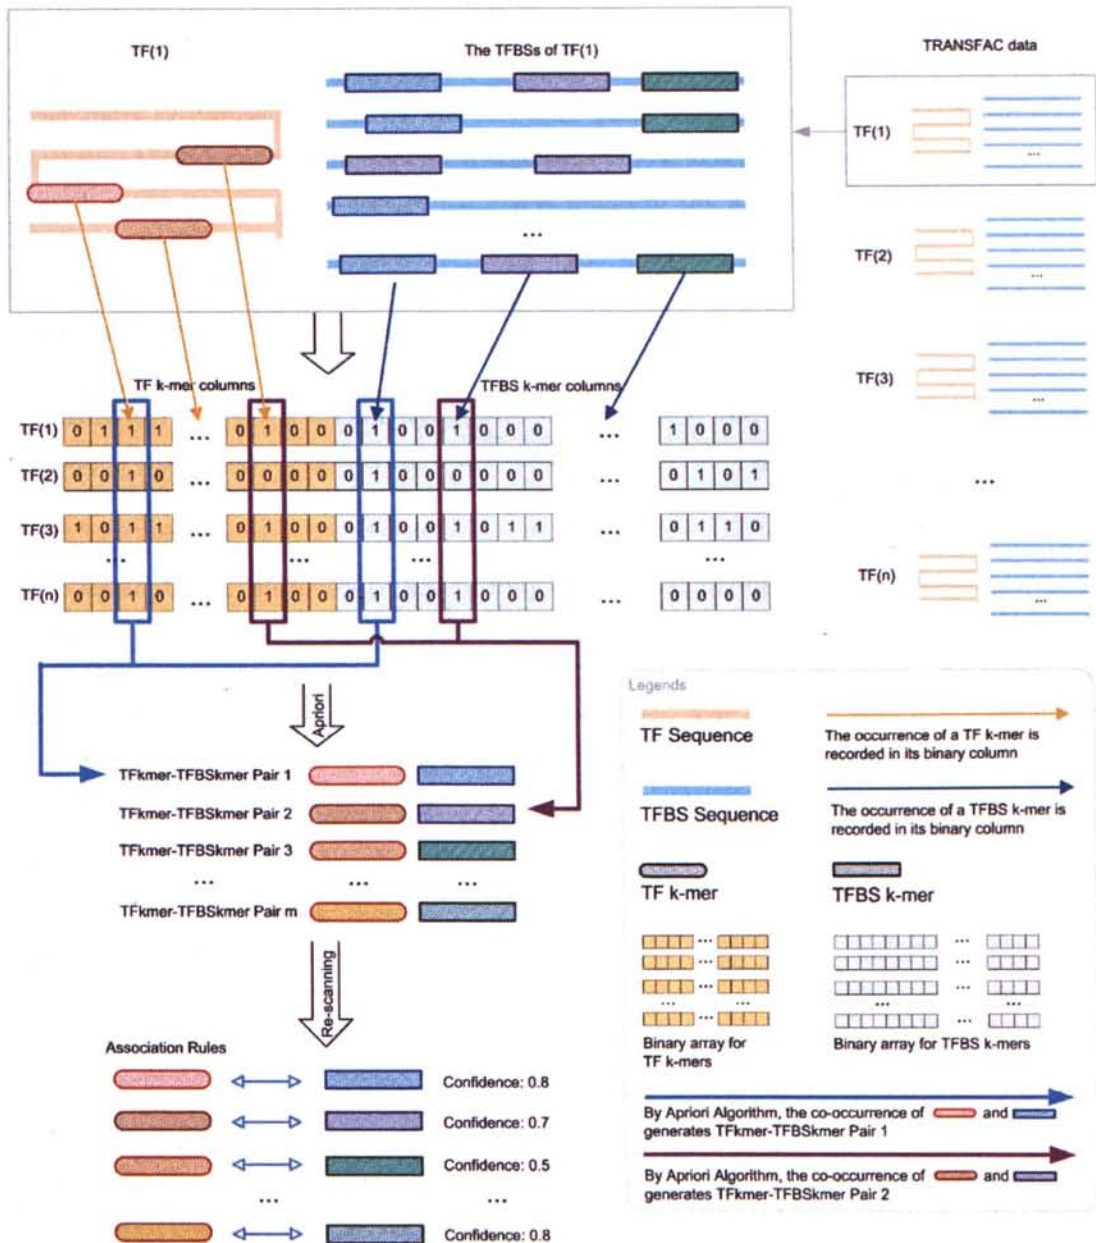 TF(1)
The TFBSs of TF(1)
...
TRANSFAC data
TF(1)
...
TF(2)
...
TF(3)
...
...
TF(n)
...
TF k-mer columns
TFBS k-mer columns
TF(1) 0 1 1 1 ... 0 1 0 0 0 1 0 0 1 0 0 0 ... 1 0 0 0
TF(2) 0 0 1 0 ... 0 0 0 0 0 1 0 0 0 0 0 0 ... 0 1 0 1
TF(3) 1 0 1 1 ... 0 1 0 0 0 1 0 0 1 0 1 1 ... 0 1 1 0
... ... ... ...
TF(n) 0 0 1 0 ... 0 1 0 0 0 1 0 0 1 0 0 0 ... 0 0 0 0
Apriori
TFkmer-TFBSkmer Pair 1
TFkmer-TFBSkmer Pair 2
TFkmer-TFBSkmer Pair 3
... ... ...
TFkmer-TFBSkmer Pair m
Re-scanning
Association Rules
Confidence: 0.8
Confidence: 0.7
Confidence: 0.5
... ...
Confidence: 0.8
Legends
TF Sequence
The occurrence of a TF k-mer is
recorded in its binary column
TFBS Sequence
The occurrence of a TFBS k-mer is
recorded in its binary column
TF k-mer
TFBS k-mer
...
...
...
... ...
...
Binary array for
TF k-mers
...
...
...
... ...
...
Binary array for TFBS k-mers
By Apriori Algorithm, the co-occurrence of and
generates TFkmer-TFBSkmer Pair 1
By Apriori Algorithm, the co-occurrence of and
generates TFkmer-TFBSkmer Pair 2